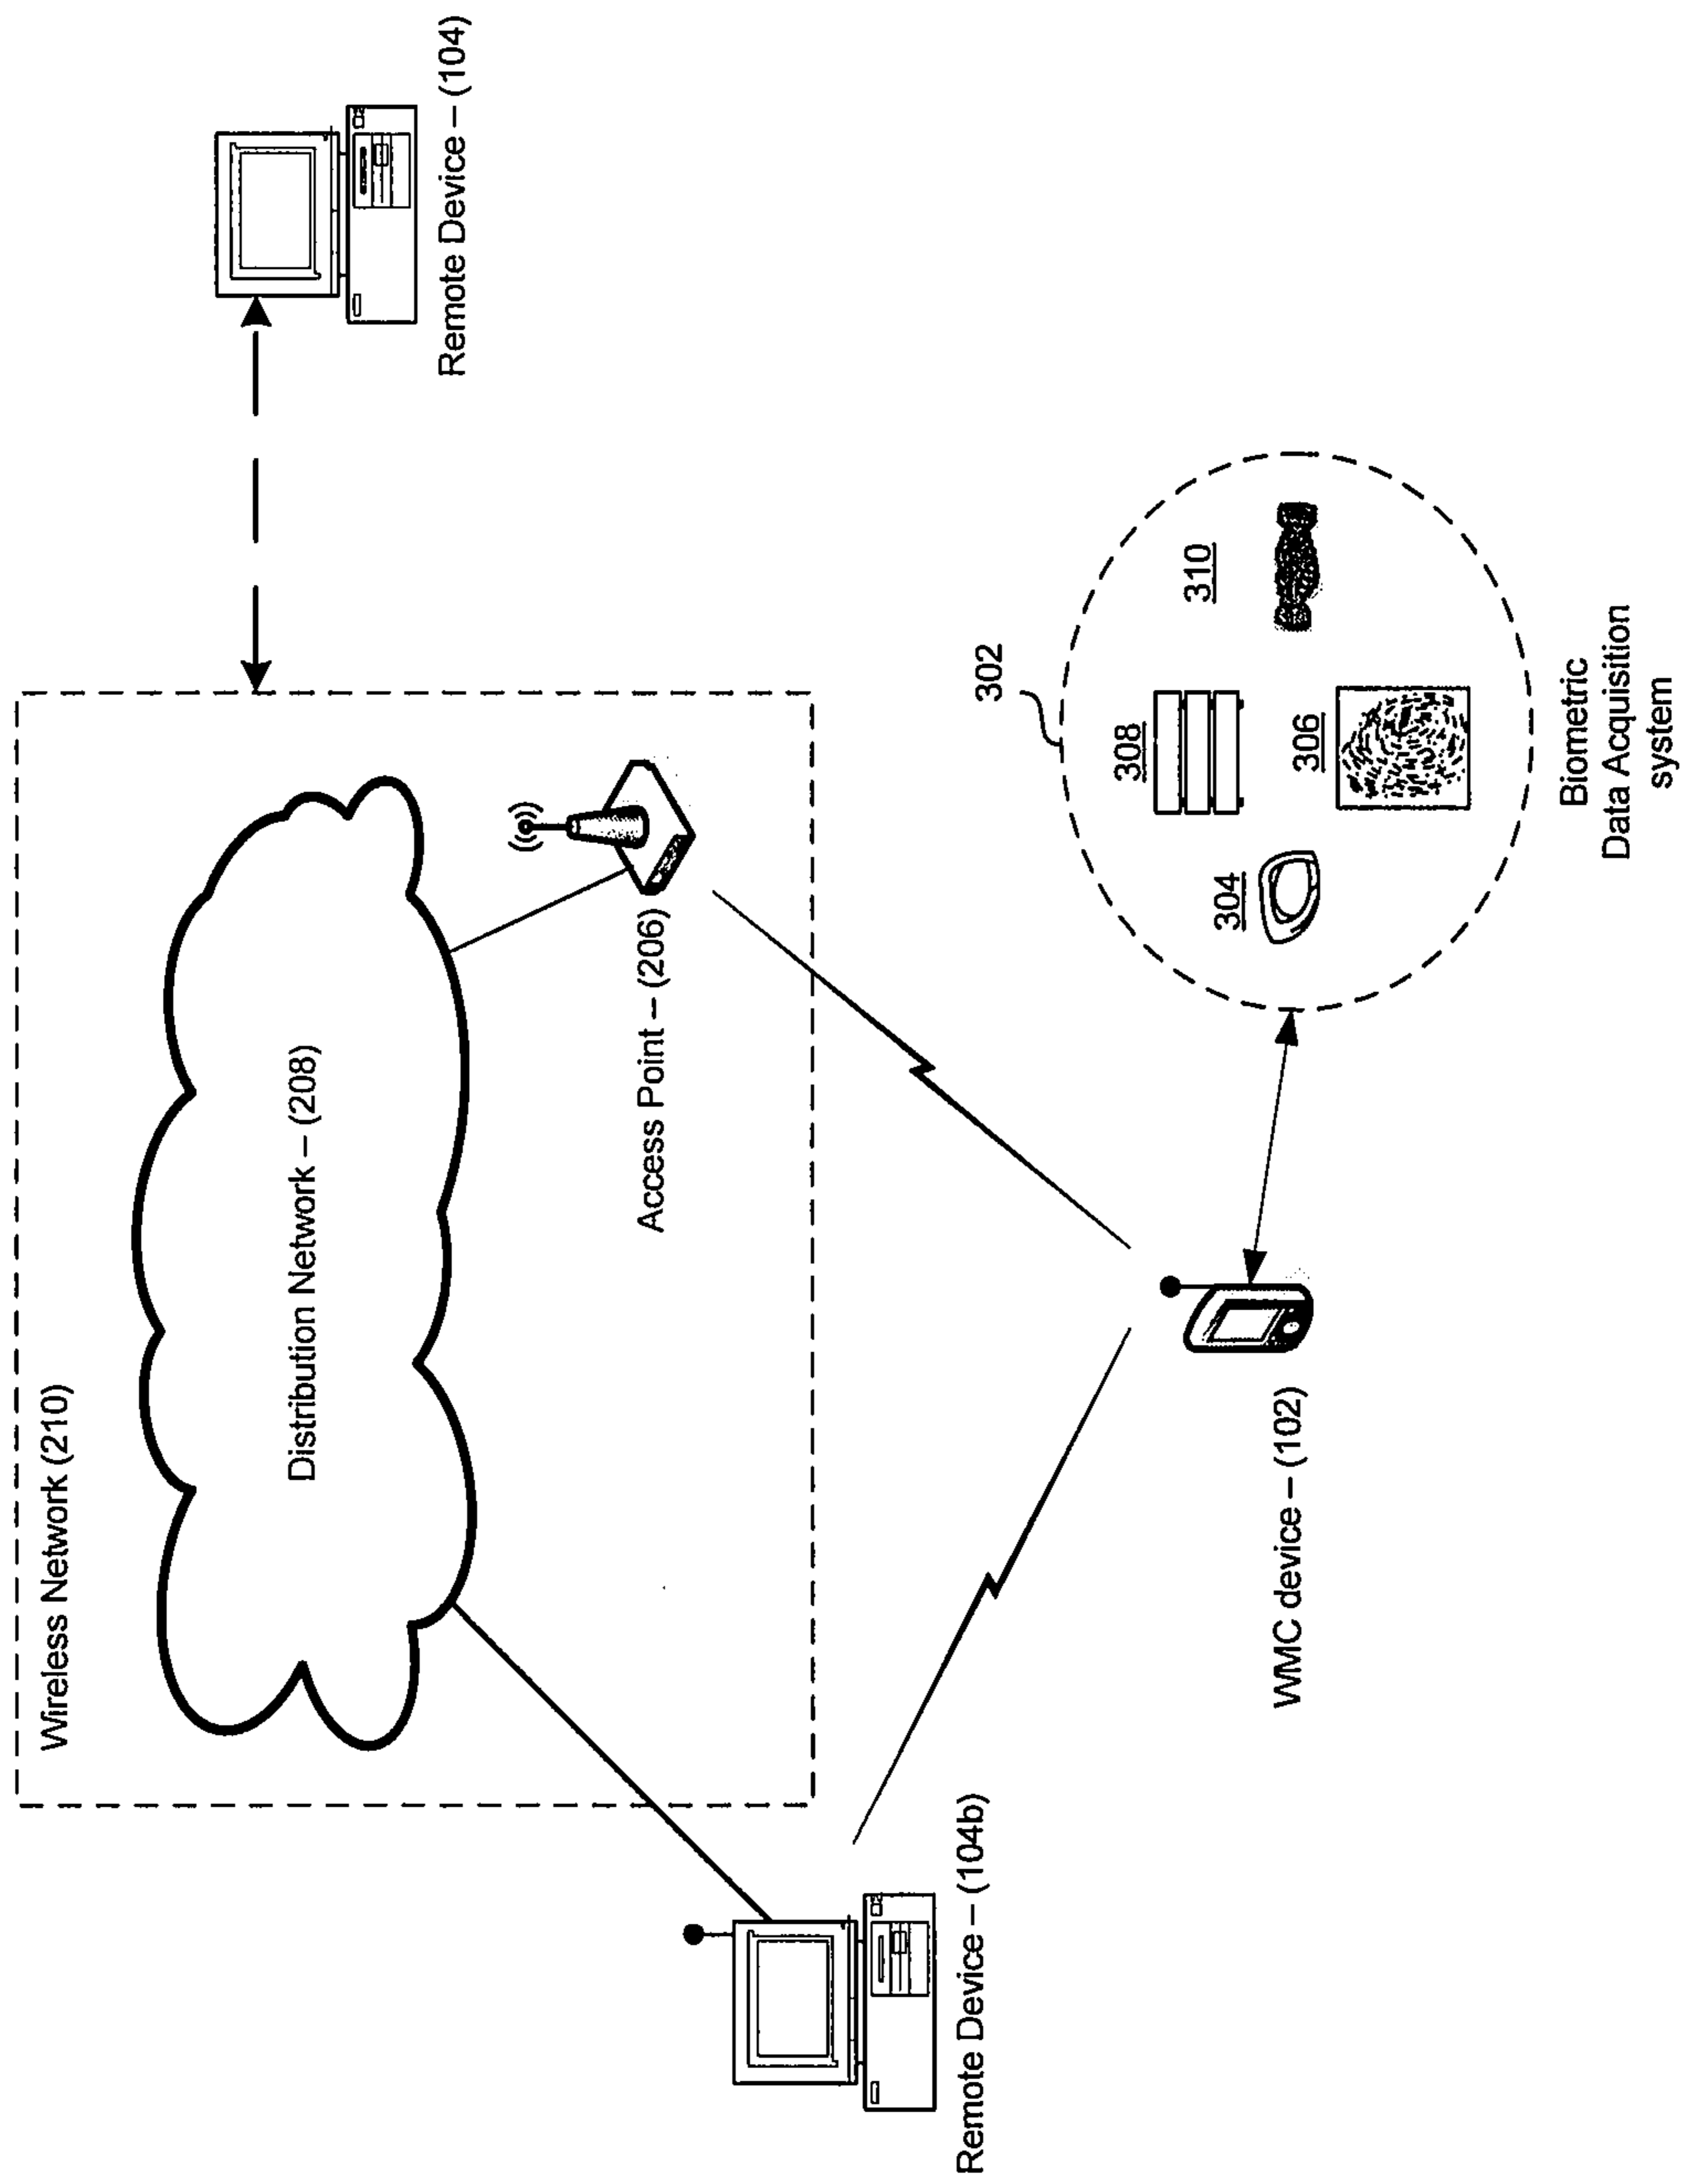 Wireless Network (210)
Distribution Network – (208)
Remote Device – (104)
Access Point – (206)
Remote Device – (104b)
WMC device – (102)
302
308
310
304
306
Biometric
Data Acquisition
system